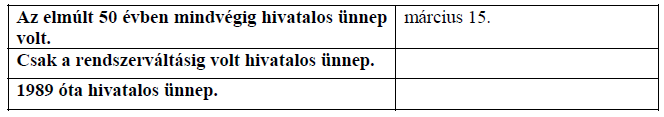 Az elmúlt 50 évben mindvégig hivatalos ünnep március 15.
volt.
Csak a rendszerváltásig volt hivatalos ünnep.
1989 óta hivatalos ünnep.